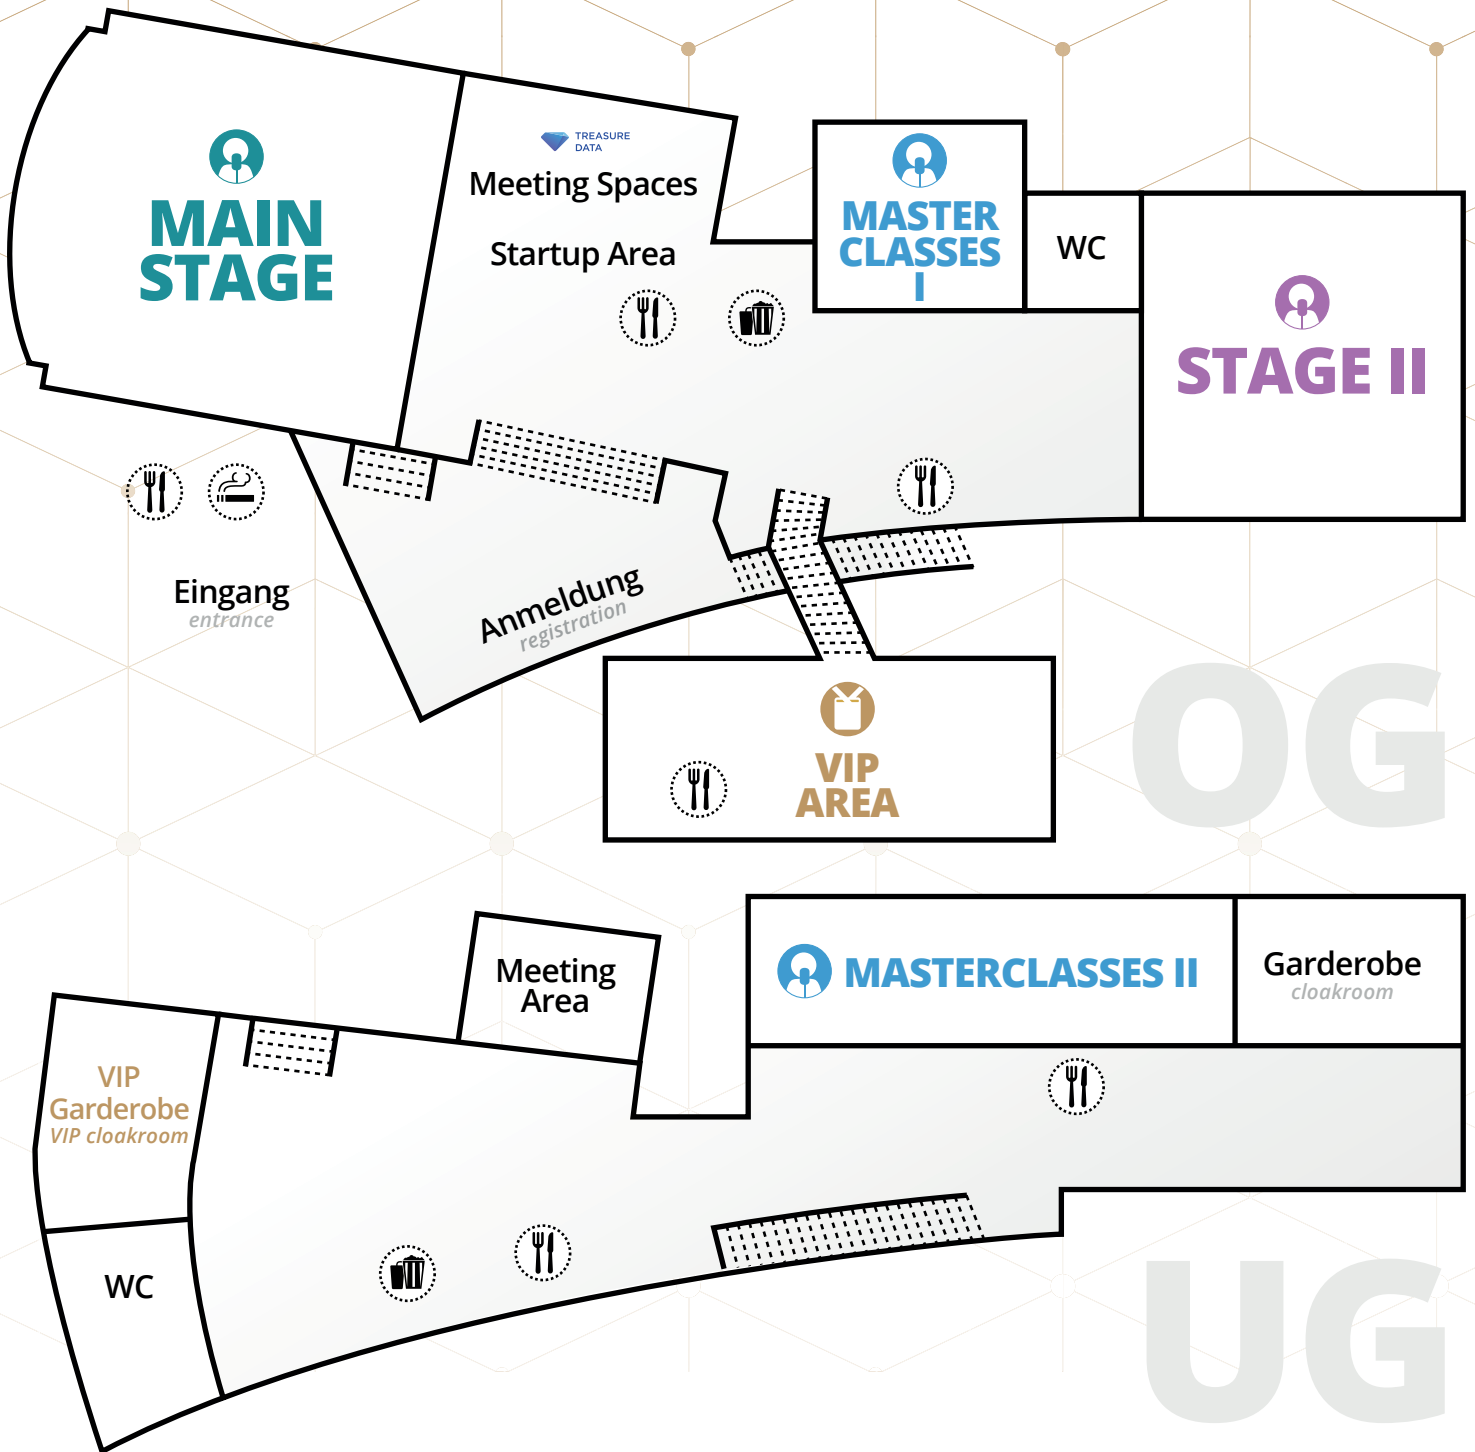 TREASURE
DATA
Meeting Spaces
Startup Area
MAIN
STAGE
MASTER
CLASSES
I
WC
STAGE II
Eingang
entrance
Anmeldung
registration
VIP
AREA
OG
Meeting
Area
MASTERCLASSES II
Garderobe
cloakroom
VIP
Garderobe
VIP cloakroom
WC
UG